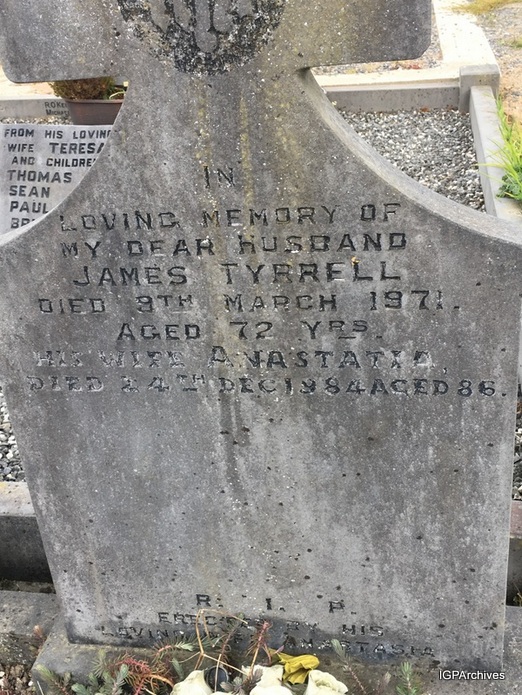 IN
LOVING MEMORY OF
MY DEAR HUSBAND
JAMES TYRRELL
DIED 9TH MARCH 1971.
AGED 72 YRS.
HIS WIFE ANASTATIA,
DIED 24TH DEC 1984 AGED 86.
R. I. P.
ERECTED BY HIS
LOVING WIFE ANASTASIA
FROM HIS LOVING
WIFE TERESA
AND CHILDREN
THOMAS
SEAN
PAUL
IGPArchives